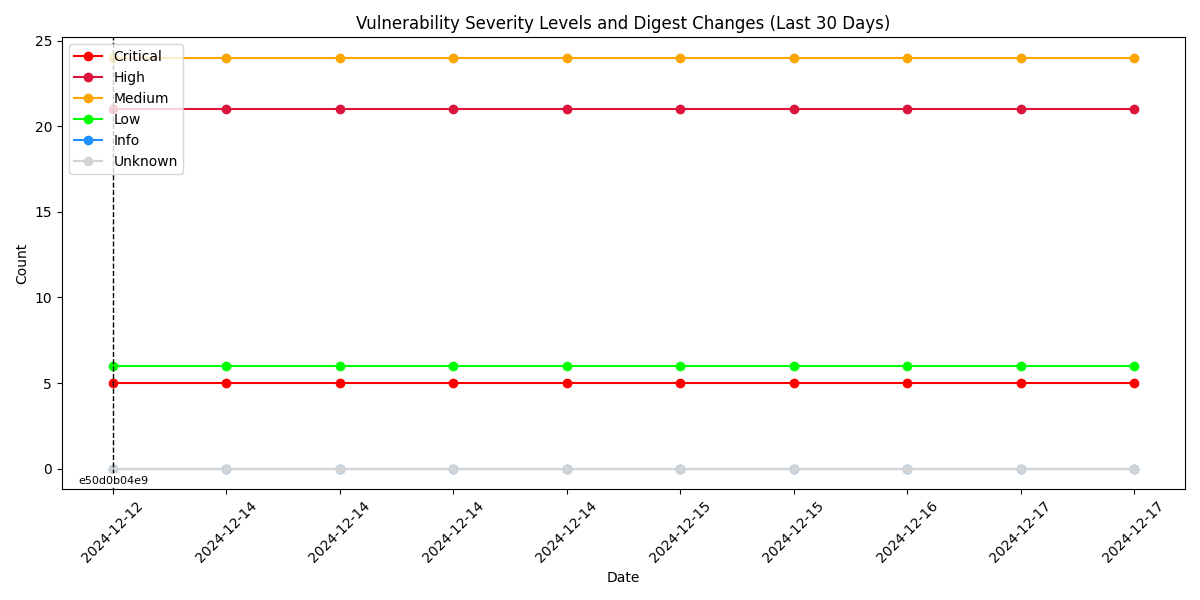 Vulnerability Severity Levels and Digest Changes (Last 30 Days)
Count
25
20
15
10
5
0
Critical
High
Medium
Low
Info
Unknown
e50d0b04e9
2024-12-12
2024-12-14
2024-12-14
2024-12-14
2024-12-14
2024-12-15
2024-12-15
2024-12-16
2024-12-17
2024-12-17
Date